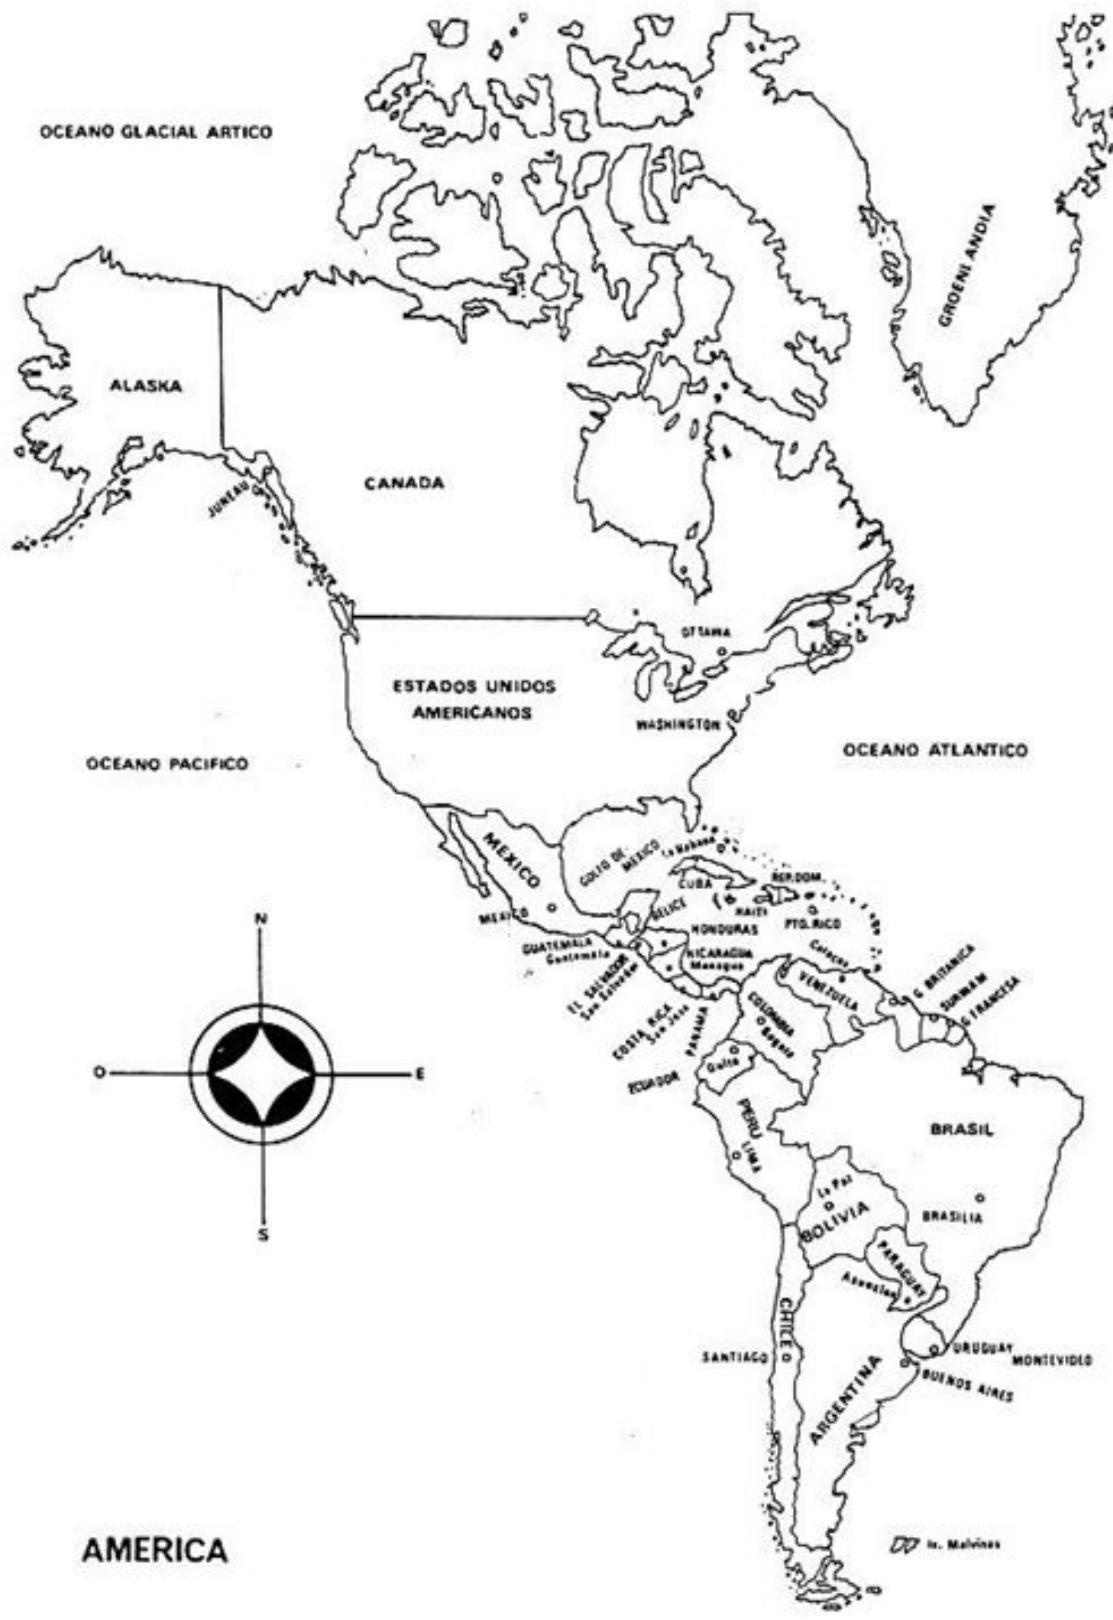 OCEANO GLACIAL ARTICO
GROENLANDIA
ALASKA
CANADA
JUNEAU
OTTAWA
ESTADOS UNIDOS
AMERICANOS
WASHINGTON
OCEANO ATLANTICO
OCEANO PACIFICO
MEXICO
GOLFO DE
MEXICO
La Habana
CUBA
REP.DOM.
HAITI
PTO. RICO
MEXICO
BELICE
HONDURAS
GUATEMALA
Guatemala
NICARAGUA
Managua
EL SALVADOR
San Salvador
COSTA RICA
San Jose
PANAMA
VENEZUELA
G BRITANICA
SURINAM
G FRANCESA
COLOMBIA
Bogota
ECUADOR
Quito
N
O
E
S
PERU
LIMA
BRASIL
BRASILIA
La Paz
BOLIVIA
PARAGUAY
Asuncion
CHILE
SANTIAGO
URUGUAY
MONTEVIDEO
BUENOS AIRES
ARGENTINA
AMERICA
Is. Malvinas